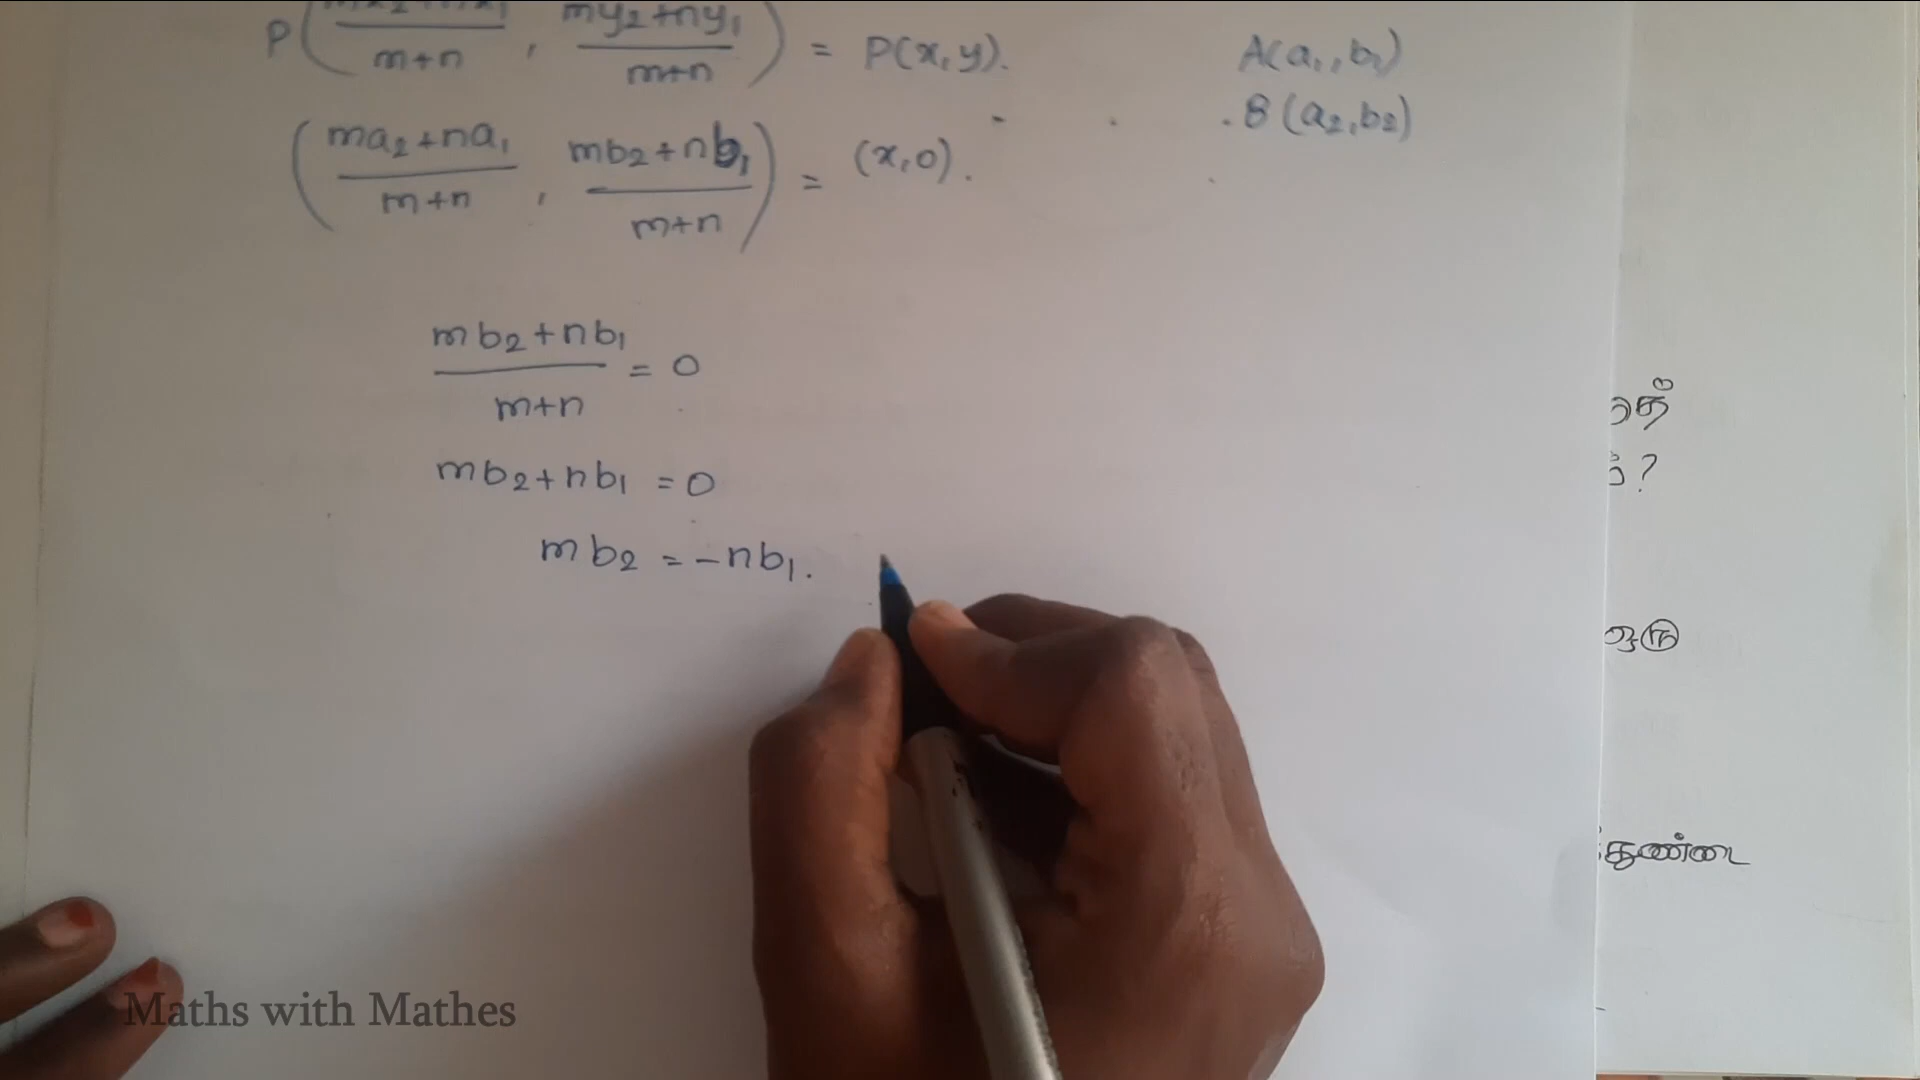 P(mx2+nx1/m+n , my2+ny1/m+n) = P(x,y).
A(a1,b1)
B(a2,b2)
(ma2+na1/m+n , mb2+nb1/m+n) = (x,0).
mb2+nb1/m+n = 0
mb2+nb1 = 0
mb2 = -nb1.
?
ஒரு
துண்டை
Maths with Mathes